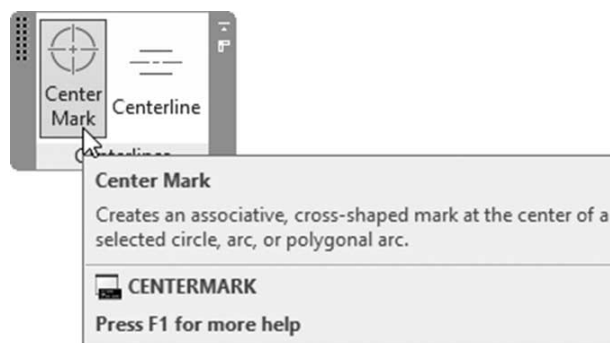 Center
Mark
Centerline
Centerlines
Center Mark
Creates an associative, cross-shaped mark at the center of a
selected circle, arc, or polygonal arc.
CENTERMARK
Press F1 for more help